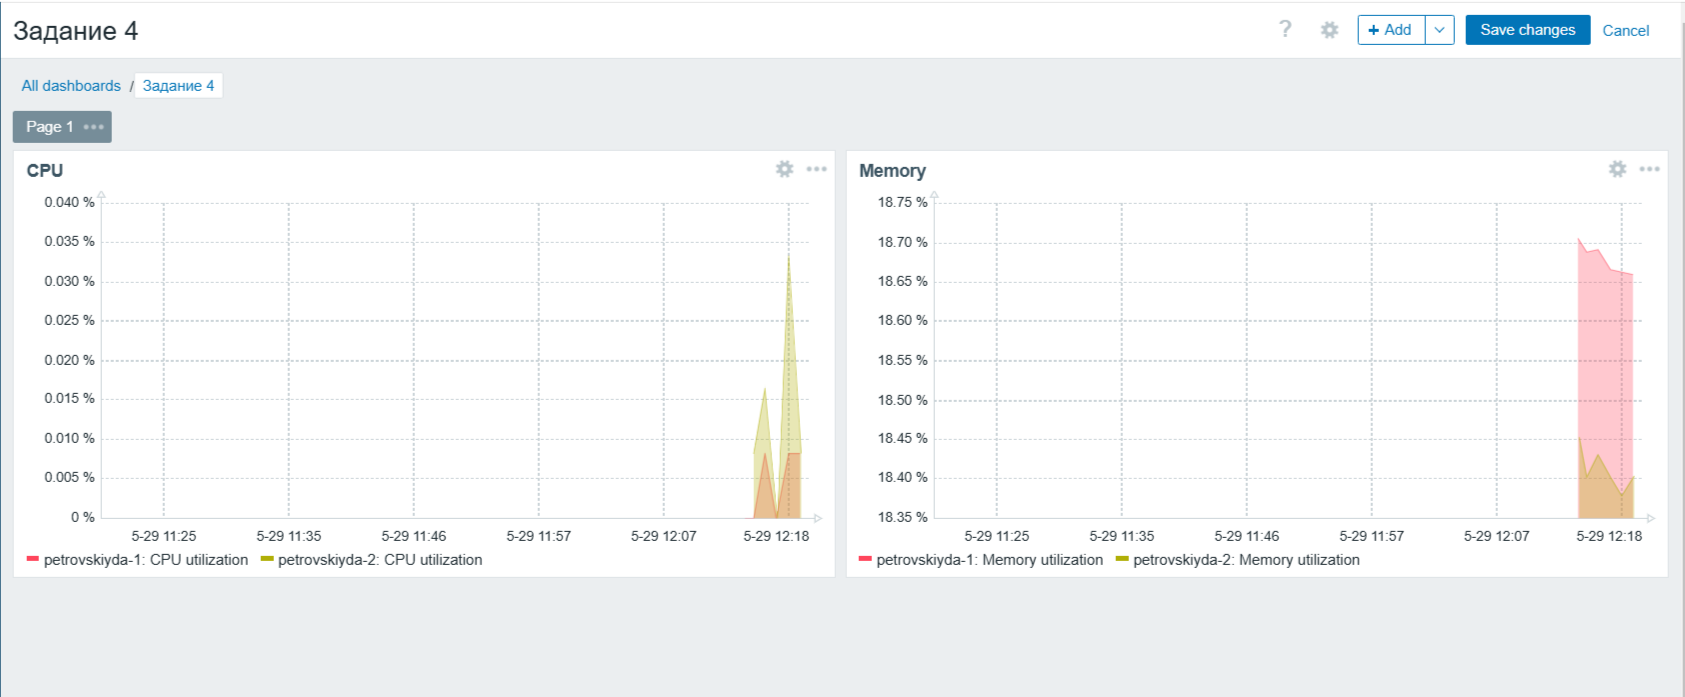 Задание 4
? + Add Save changes Cancel
All dashboards / Задание 4
Page 1
CPU
0.040 %
0.035 %
0.030 %
0.025 %
0.020 %
0.015 %
0.010 %
0.005 %
0 %
5-29 11:25 5-29 11:35 5-29 11:46 5-29 11:57 5-29 12:07 5-29 12:18
petrovskiyda-1: CPU utilization petrovskiyda-2: CPU utilization
Memory
18.75 %
18.70 %
18.65 %
18.60 %
18.55 %
18.50 %
18.45 %
18.40 %
18.35 %
5-29 11:25 5-29 11:35 5-29 11:46 5-29 11:57 5-29 12:07 5-29 12:18
petrovskiyda-1: Memory utilization petrovskiyda-2: Memory utilization